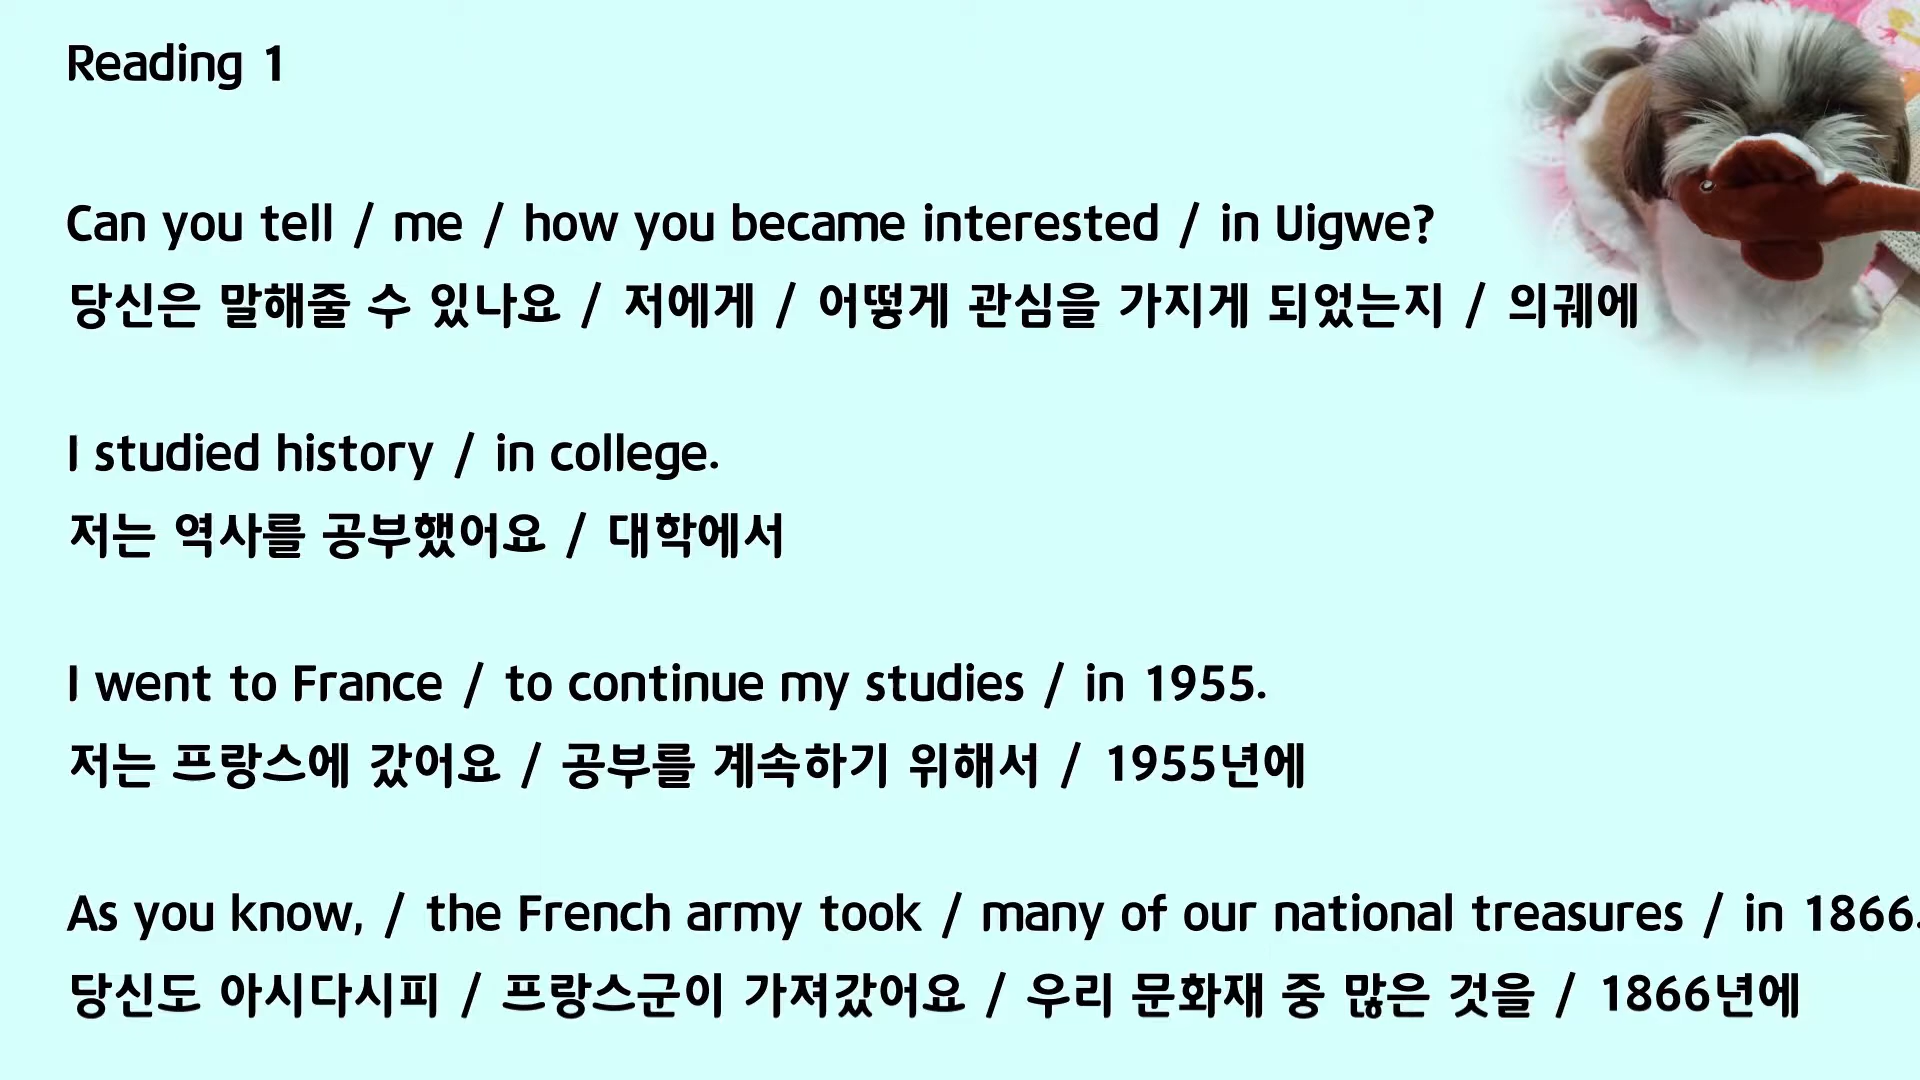 Reading 1
Can you tell / me / how you became interested / in Uigwe?
당신은 말해줄 수 있나요 / 저에게 / 어떻게 관심을 가지게 되었는지 / 의궤에
I studied history / in college.
저는 역사를 공부했어요 / 대학에서
I went to France / to continue my studies / in 1955.
저는 프랑스에 갔어요 / 공부를 계속하기 위해서 / 1955년에
As you know, / the French army took / many of our national treasures / in 1866.
당신도 아시다시피 / 프랑스군이 가져갔어요 / 우리 문화재 중 많은 것을 / 1866년에